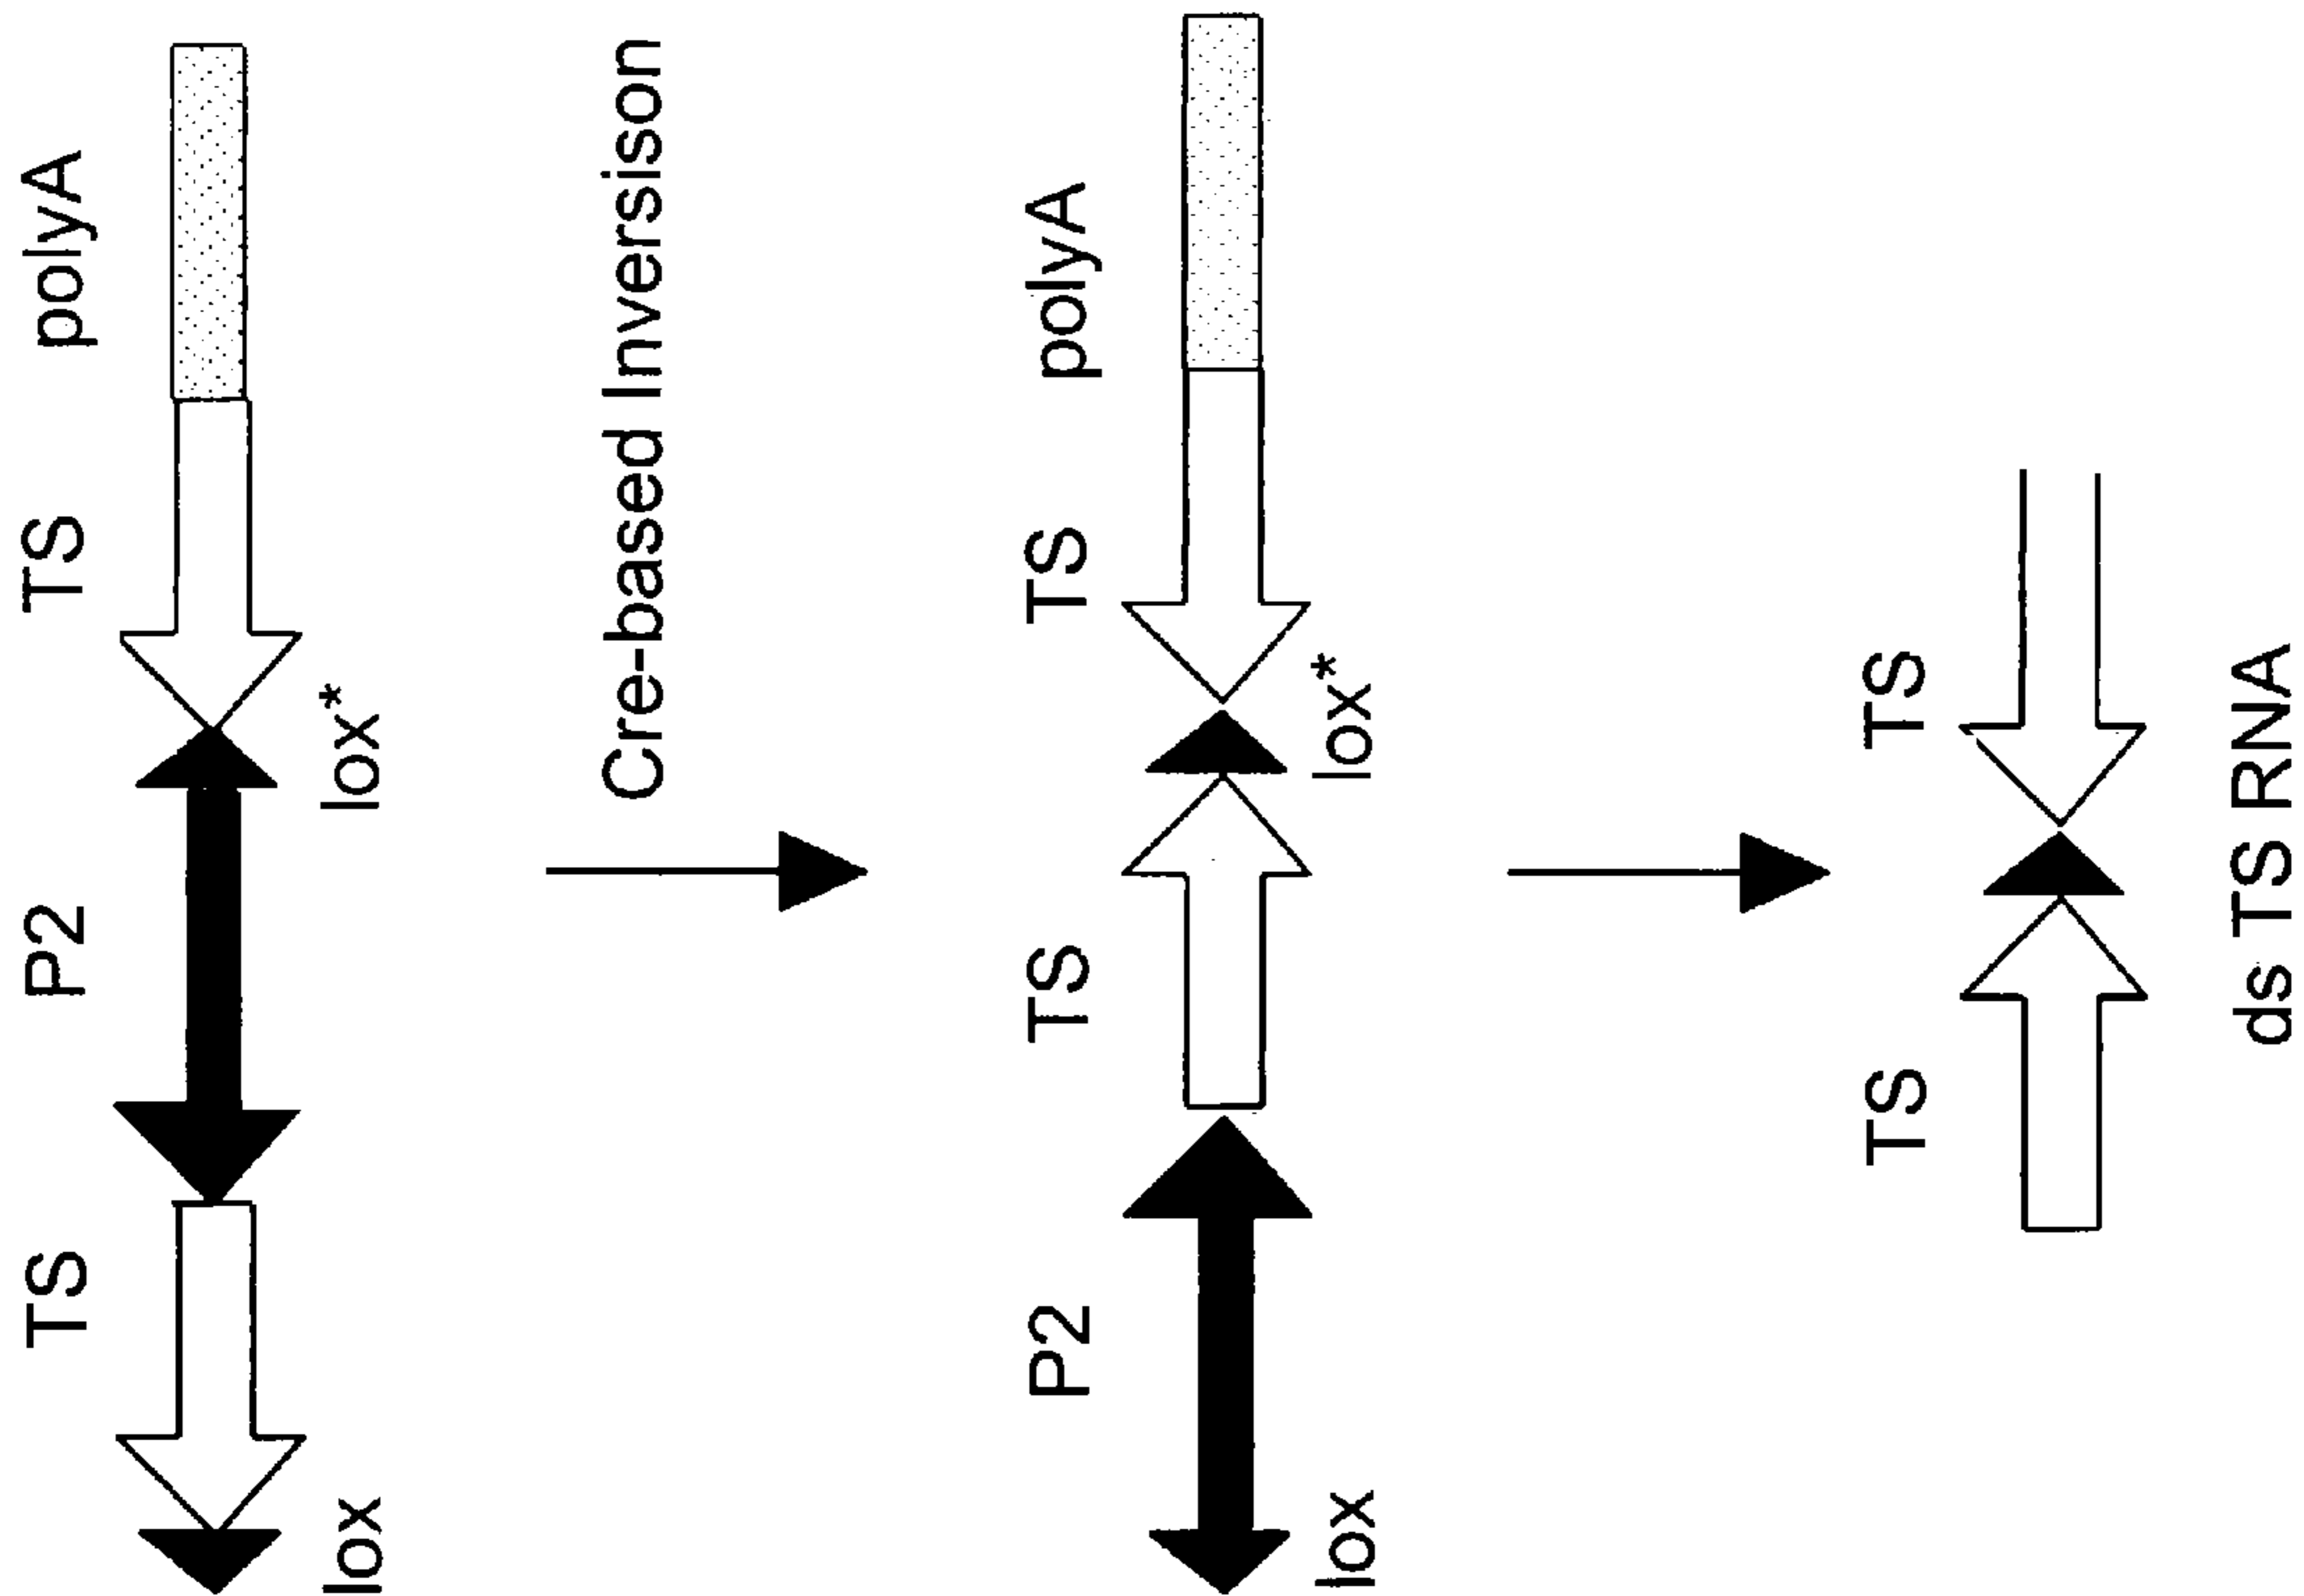 TS P2 TS polyA
lox lox*
Cre-based Inversison
P2 TS TS polyA
lox lox*
TS TS
ds TS RNA